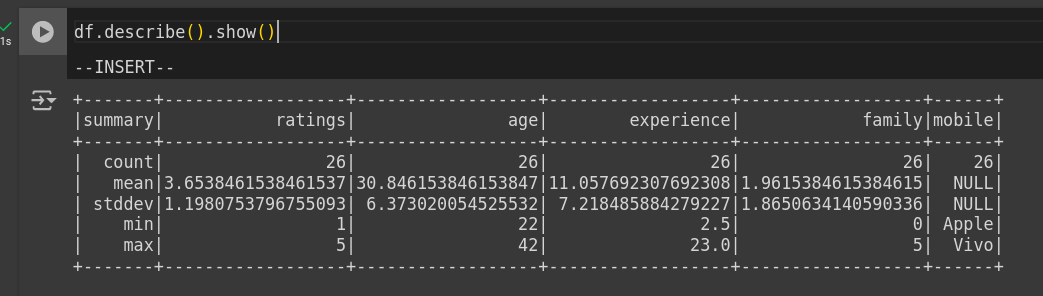 df.describe().show()
1s
--INSERT--
+-------+------------------+------------------+------------------+------------------+------+
|summary|           ratings|               age|        experience|            family|mobile|
+-------+------------------+------------------+------------------+------------------+------+
|  count|                26|                26|                26|                26|    26|
|   mean|3.6538461538461537|30.846153846153847|11.057692307692308|1.9615384615384615|  NULL|
| stddev|1.1980753796755093| 6.373020054525532| 7.218485884279227|1.8650634140590336|  NULL|
|    min|                 1|                22|               2.5|                 0| Apple|
|    max|                 5|                42|              23.0|                 5|  Vivo|
+-------+------------------+------------------+------------------+------------------+------+